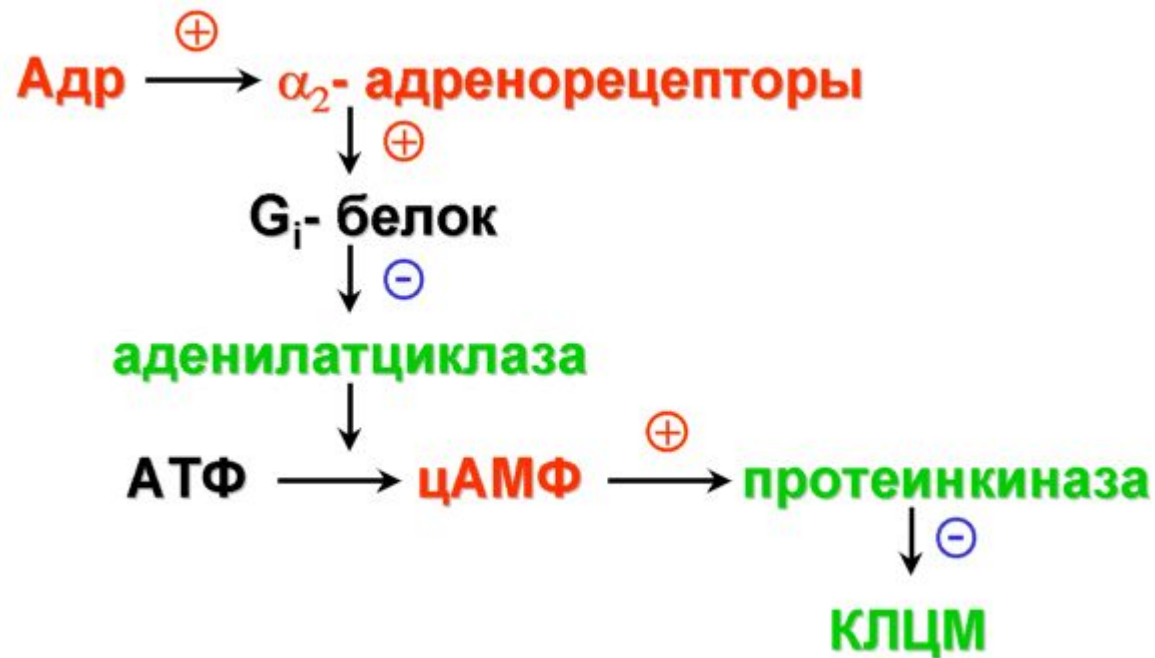 Адр α₂- адренорецепторы
Gᵢ- белок
аденилатциклаза
АТФ цАМФ протеинкиназа
КЛЦМ